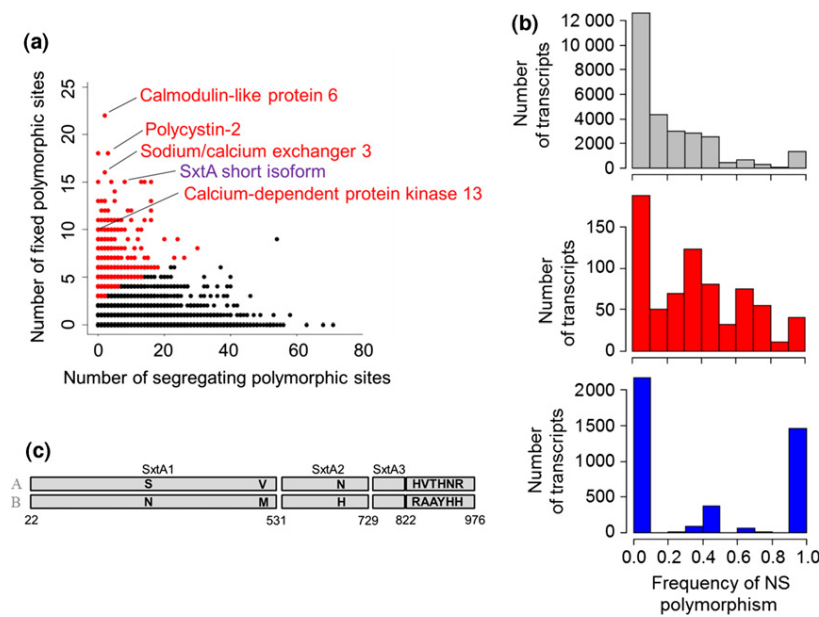 (a)
25
20
15
10
5
0
Number of fixed polymorphic sites
Calmodulin-like protein 6
Polycystin-2
Sodium/calcium exchanger 3
SxtA short isoform
Calcium-dependent protein kinase 13
0 20 40 60 80
Number of segregating polymorphic sites
(b)
Number
of transcripts
12 000
10 000
8000
6000
4000
2000
0
Number
of transcripts
150
100
50
0
Number
of transcripts
2000
1500
1000
500
0
0.0 0.2 0.4 0.6 0.8 1.0
Frequency of NS
polymorphism
(c)
SxtA1 SxtA2 SxtA3
A S V N HVTHNR
B N M H RAAYHH
22 531 729 822 976